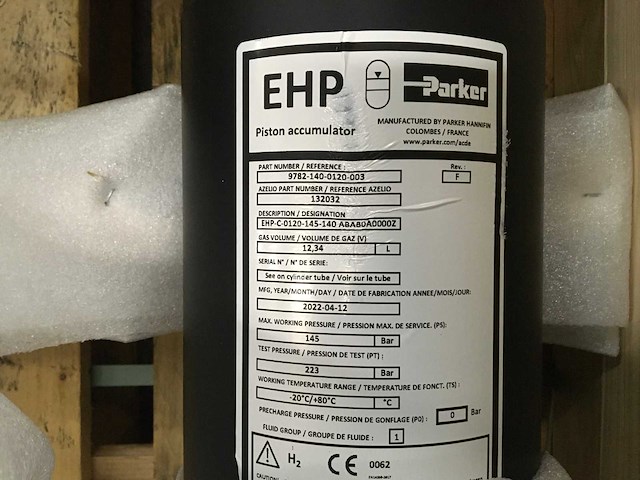 EHP
Parker
Piston accumulator
MANUFACTURED BY PARKER HANNIFIN
COLOMBES / FRANCE
www.parker.com/acde
PART NUMBER / REFERENCE : Rev. :
9782-140-0120-003 F
AZELIO PART NUMBER / REFERENCE AZELIO
132032
DESCRIPTION / DESIGNATION
EHP-C-0120-145-140 ABAB0A0000Z
GAS VOLUME / VOLUME DE GAZ (V)
12,34 L
SERIAL N° / N° DE SERIE:
See on cylinder tube / Voir sur le tube
MFG, YEAR/MONTH/DAY / DATE DE FABRICATION ANNEE/MOIS/JOUR:
2022-04-12
MAX. WORKING PRESSURE / PRESSION MAX. DE SERVICE. (PS):
145 Bar
TEST PRESSURE / PRESSION DE TEST (PT) :
223 Bar
WORKING TEMPERATURE RANGE / TEMPERATURE DE FONCT. (TS) :
-20°C/+80°C °C
PRECHARGE PRESSURE / PRESSION DE GONFLAGE (P0) : 0 Bar
FLUID GROUP / GROUPE DE FLUIDE : 1
H2 CE 0062